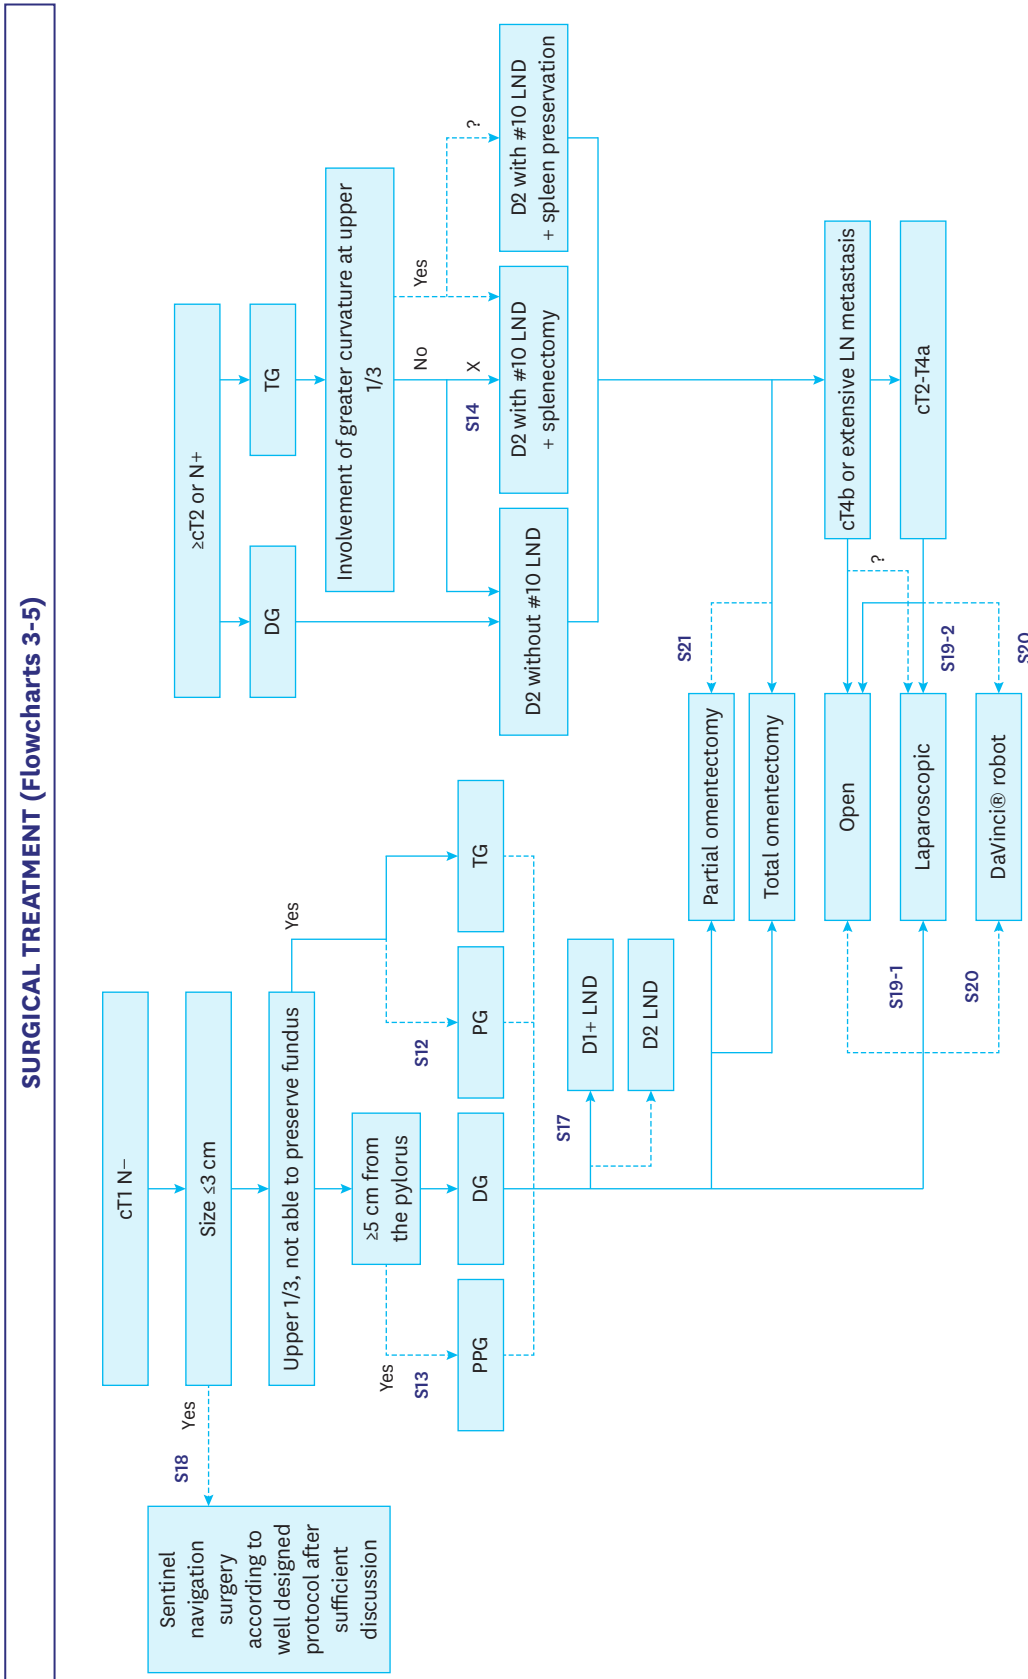 SURGICAL TREATMENT (Flowcharts 3-5)
cT1 N−
Size ≤3 cm
Yes
S18
Sentinel
navigation
surgery
according to
well designed
protocol after
sufficient
discussion
Upper 1/3, not able to preserve fundus
Yes
≥5 cm from
the pylorus
Yes
S13
S12
PPG
DG
PG
TG
S17
D1+ LND
D2 LND
≥cT2 or N+
DG
TG
Involvement of greater curvature at upper
1/3
No
Yes
S14
X
?
D2 without #10 LND
D2 with #10 LND
+ splenectomy
D2 with #10 LND
+ spleen preservation
S21
Partial omentectomy
Total omentectomy
cT4b or extensive LN metastasis
cT2-T4a
?
S19-1
S19-2
S20
S20
Open
Laparoscopic
DaVinci® robot